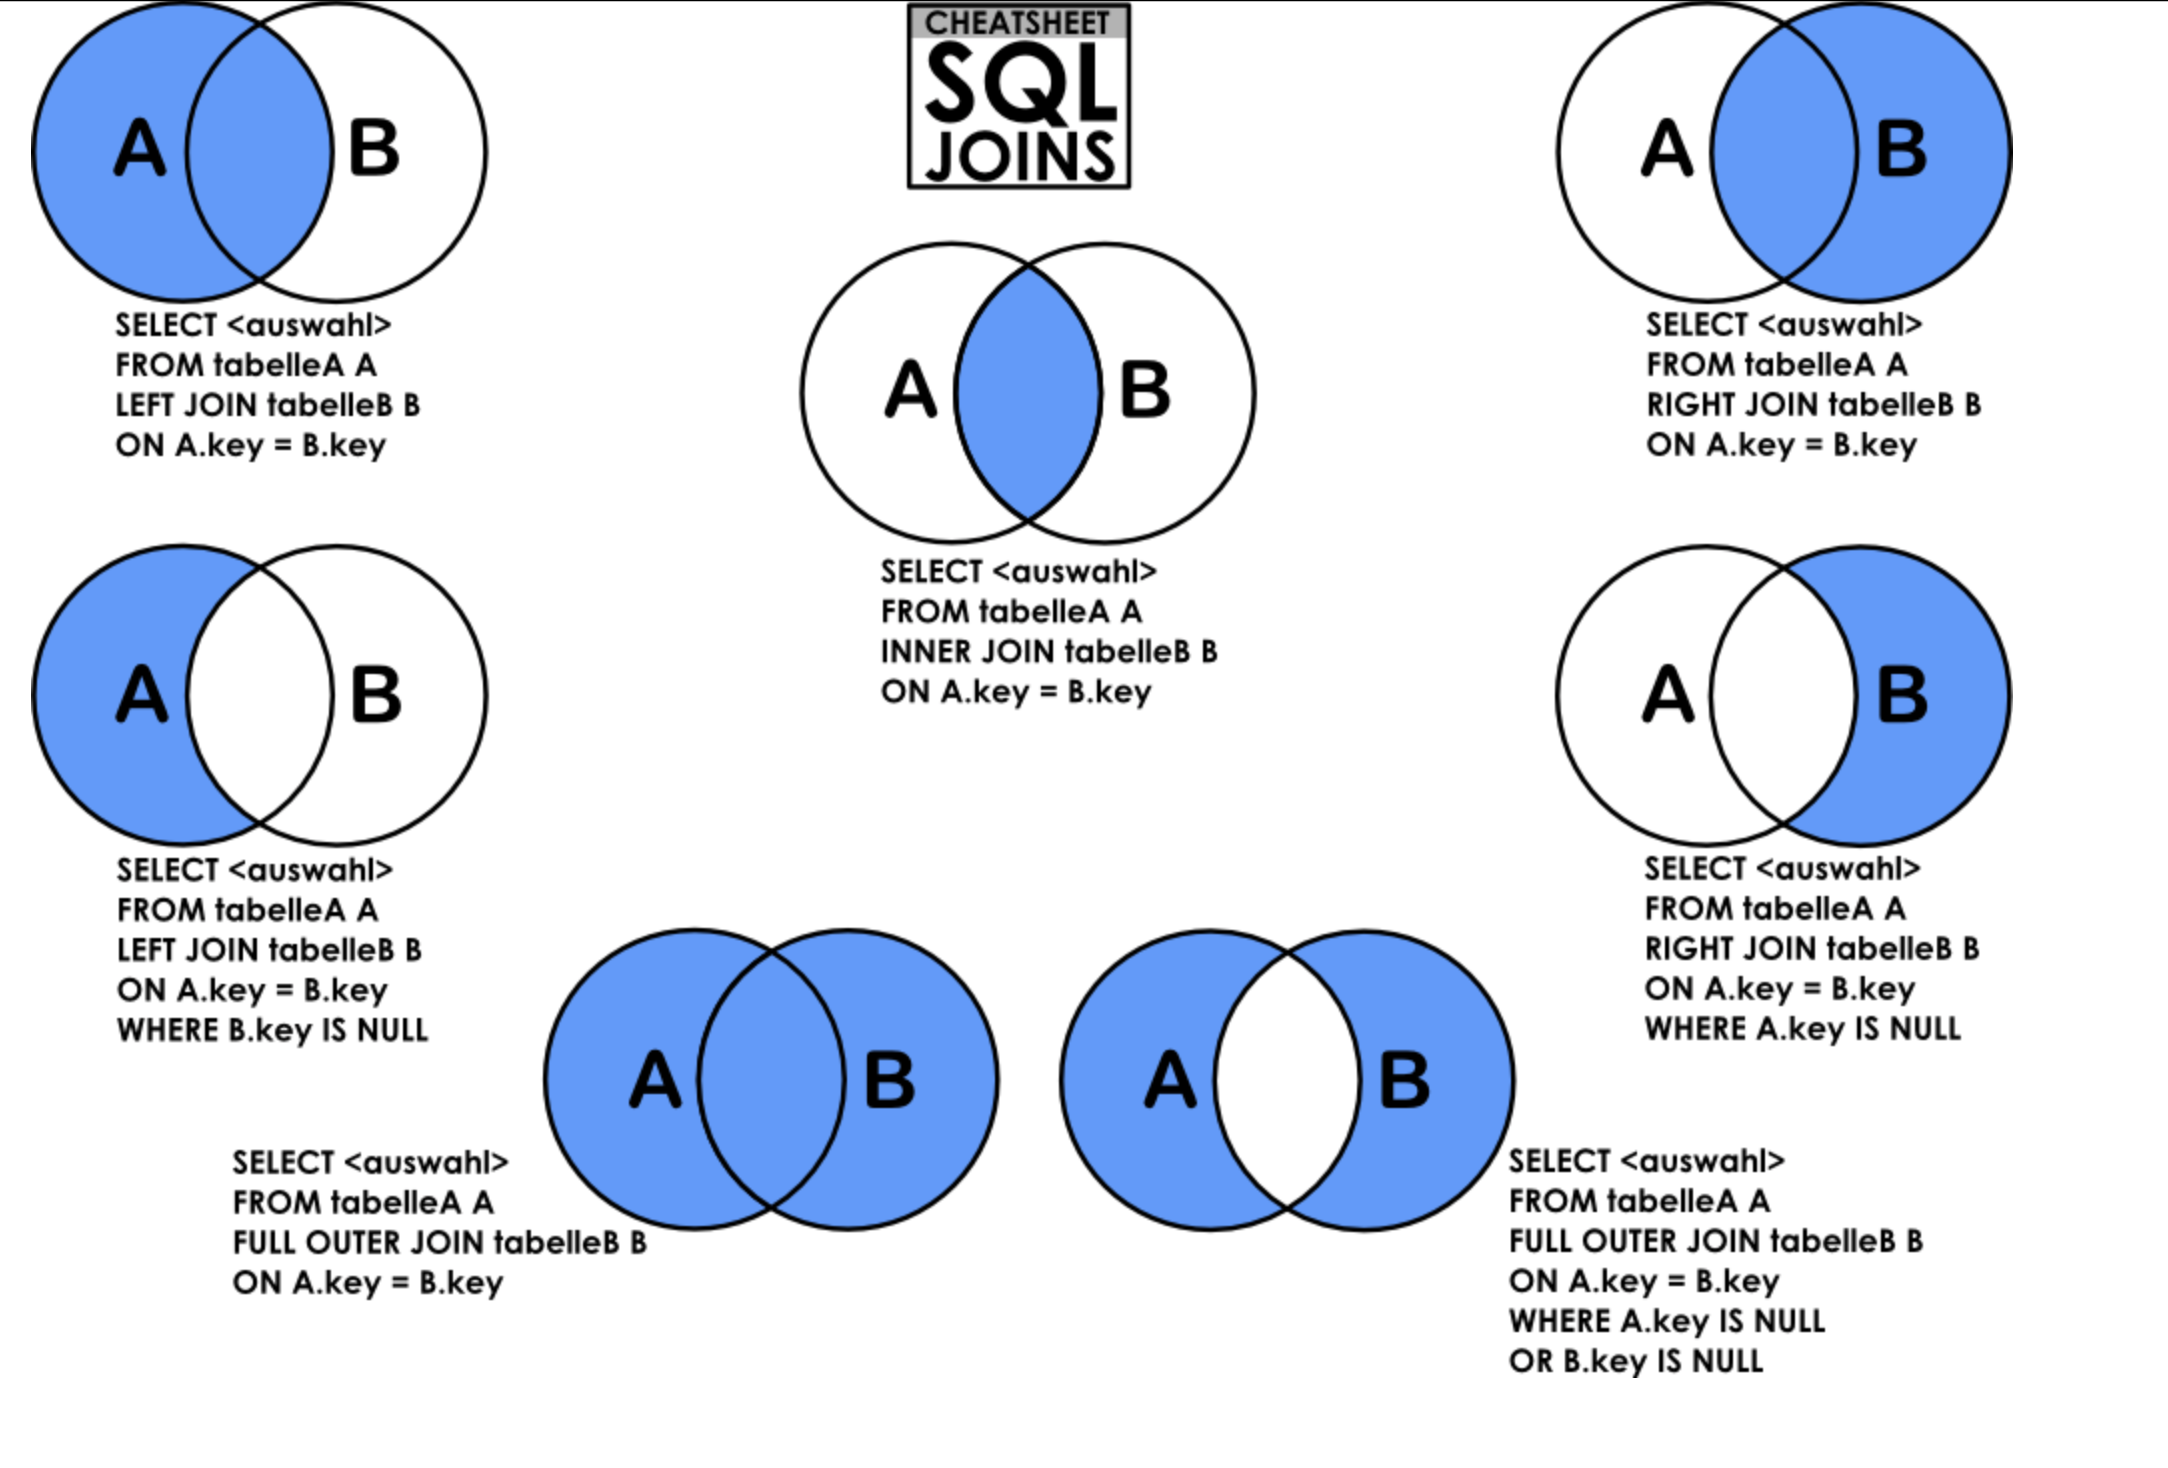 CHEATSHEET
SQL
JOINS
A
B
SELECT <auswahl>
FROM tabelleA A
LEFT JOIN tabelleB B
ON A.key = B.key
A
B
SELECT <auswahl>
FROM tabelleA A
INNER JOIN tabelleB B
ON A.key = B.key
A
B
SELECT <auswahl>
FROM tabelleA A
RIGHT JOIN tabelleB B
ON A.key = B.key
A
B
SELECT <auswahl>
FROM tabelleA A
LEFT JOIN tabelleB B
ON A.key = B.key
WHERE B.key IS NULL
A
B
SELECT <auswahl>
FROM tabelleA A
RIGHT JOIN tabelleB B
ON A.key = B.key
WHERE A.key IS NULL
A
B
SELECT <auswahl>
FROM tabelleA A
FULL OUTER JOIN tabelleB B
ON A.key = B.key
A
B
SELECT <auswahl>
FROM tabelleA A
FULL OUTER JOIN tabelleB B
ON A.key = B.key
WHERE A.key IS NULL
OR B.key IS NULL